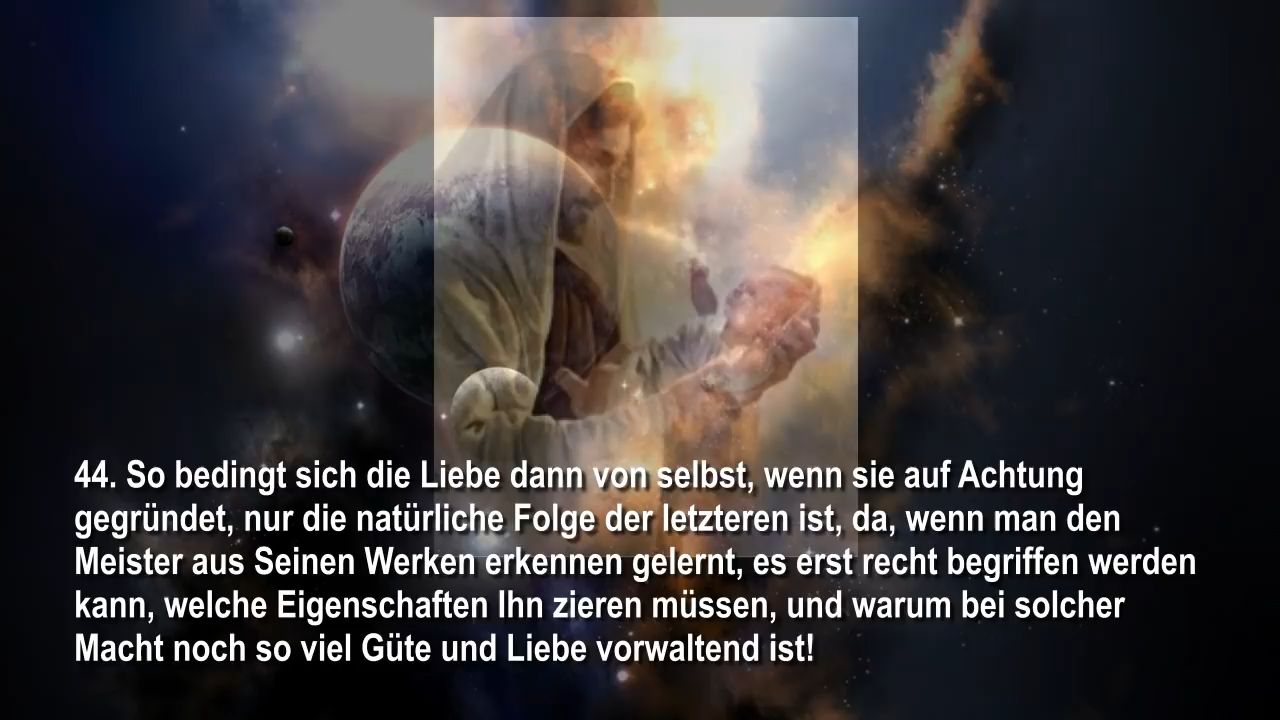 44. So bedingt sich die Liebe dann von selbst, wenn sie auf Achtung
gegründet, nur die natürliche Folge der letzteren ist, da, wenn man den
Meister aus Seinen Werken erkennen gelernt, es erst recht begriffen werden
kann, welche Eigenschaften Ihn zieren müssen, und warum bei solcher
Macht noch so viel Güte und Liebe vorwaltend ist!